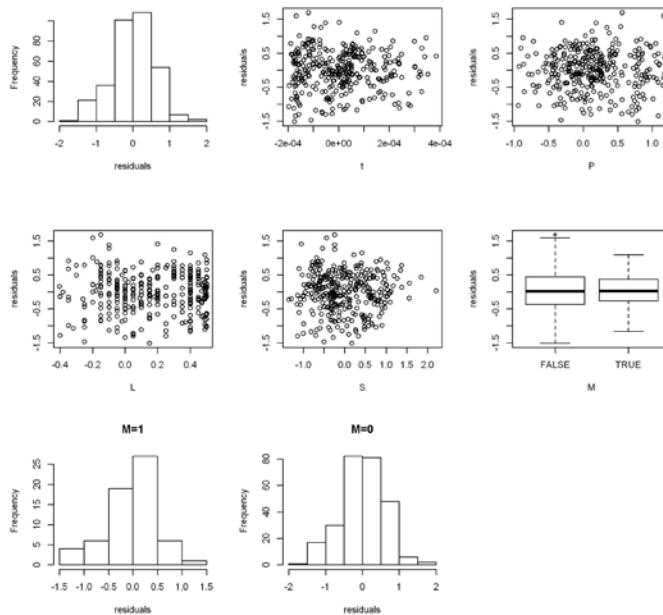 Frequency
0 20 40 60 80
-2 -1 0 1 2
residuals
residuals
-1.5 -0.5 0.5 1.5
-2e-04 0e+00 2e-04 4e-04
t
residuals
-1.5 -0.5 0.5 1.5
-1.0 -0.5 0.0 0.5 1.0
P
residuals
-1.5 -0.5 0.5 1.5
-0.4 -0.2 0.0 0.2 0.4
L
residuals
-1.5 -0.5 0.5 1.5
-1.0 0.0 0.5 1.0 1.5 2.0
S
residuals
-1.5 -0.5 0.5 1.5
FALSE TRUE
M
M=1
Frequency
0 5 10 15 20 25
-1.5 -1.0 -0.5 0.0 0.5 1.0 1.5
residuals
M=0
Frequency
0 20 40 60 80
-2 -1 0 1 2
residuals